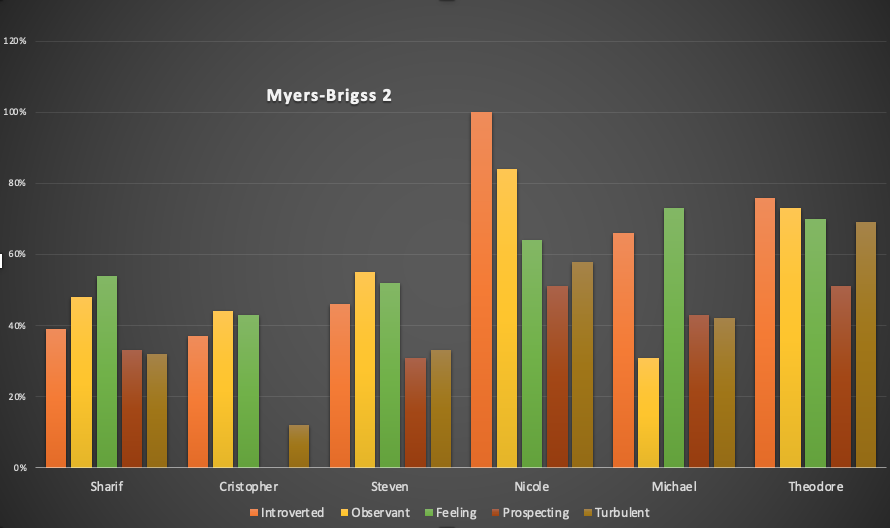 120%
Myers-Brigss 2
100%
80%
60%
40%
20%
0%
Sharif Cristopher Steven Nicole Michael Theodore
Introverted Observant Feeling Prospecting Turbulent